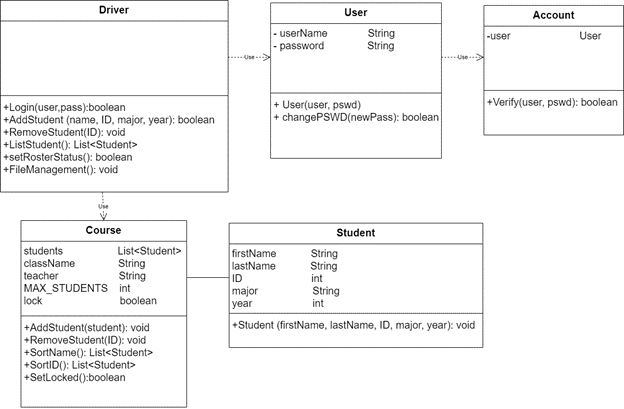 Driver
+Login(user,pass):boolean
+AddStudent (name, ID, major, year): boolean
+RemoveStudent(ID): void
+ListStudent(): List<Student>
+setRosterStatus(): boolean
+FileManagement(): void
Use
User
- userName String
- password String
+ User(user, pswd)
+ changePSWD(newPass): boolean
Use
Account
-user User
+Verify(user, pswd): boolean
Use
Course
students List<Student>
className String
teacher String
MAX_STUDENTS int
lock boolean
+AddStudent(student): void
+RemoveStudent(ID): void
+SortName(): List<Student>
+SortID(): List<Student>
+SetLocked():boolean
Student
firstName String
lastName String
ID int
major String
year int
+Student (firstName, lastName, ID, major, year): void